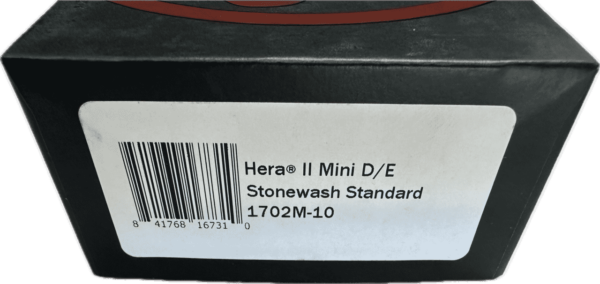 Hera® II Mini D/E
Stonewash Standard
1702M-10
8 41768 16731 0